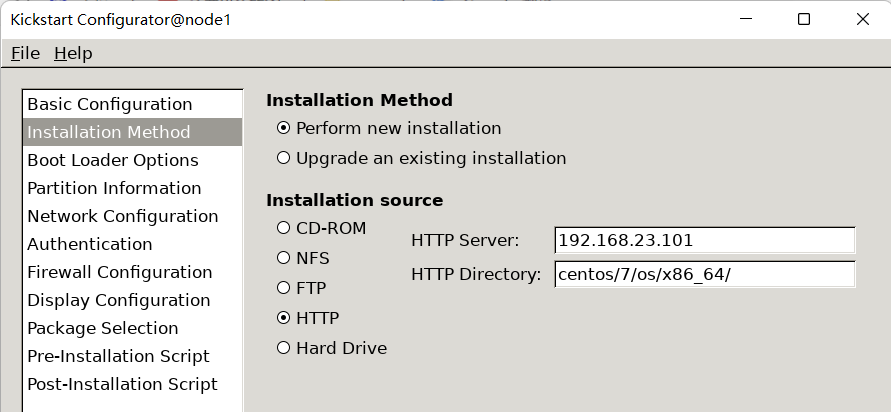 Kickstart Configurator@node1
File Help
Basic Configuration
Installation Method
Boot Loader Options
Partition Information
Network Configuration
Authentication
Firewall Configuration
Display Configuration
Package Selection
Pre-Installation Script
Post-Installation Script
Installation Method
Perform new installation
Upgrade an existing installation
Installation source
CD-ROM
NFS
FTP
HTTP
Hard Drive
HTTP Server: 192.168.23.101
HTTP Directory: centos/7/os/x86_64/